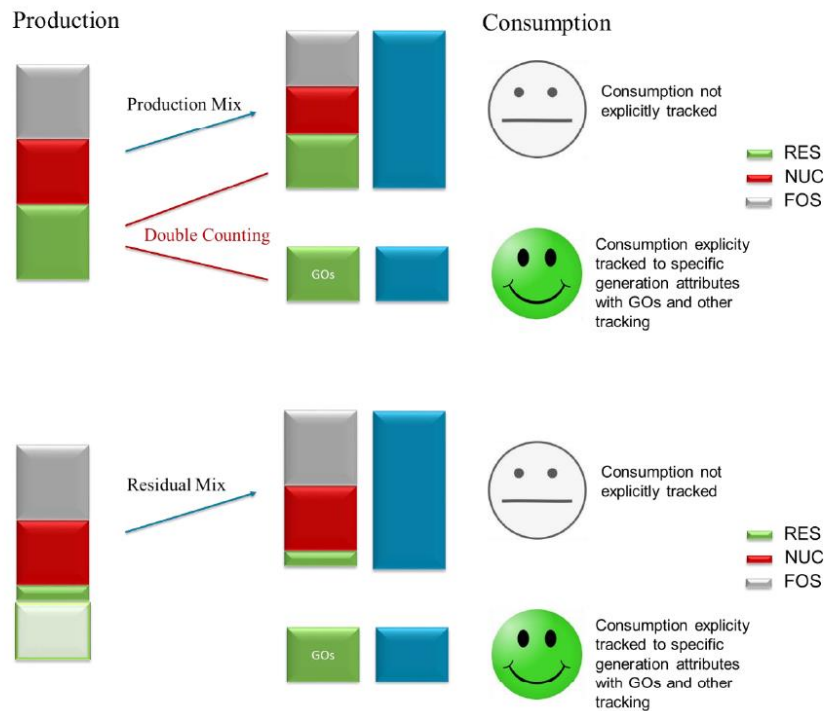 Production
Consumption
Production Mix
Consumption not
explicitly tracked
RES
NUC
FOS
Double Counting
GOs
Consumption explicity
tracked to specific
generation attributes
with GOs and other
tracking
Residual Mix
Consumption not
explicitly tracked
RES
NUC
FOS
GOs
Consumption explicity
tracked to specific
generation attributes
with GOs and other
tracking